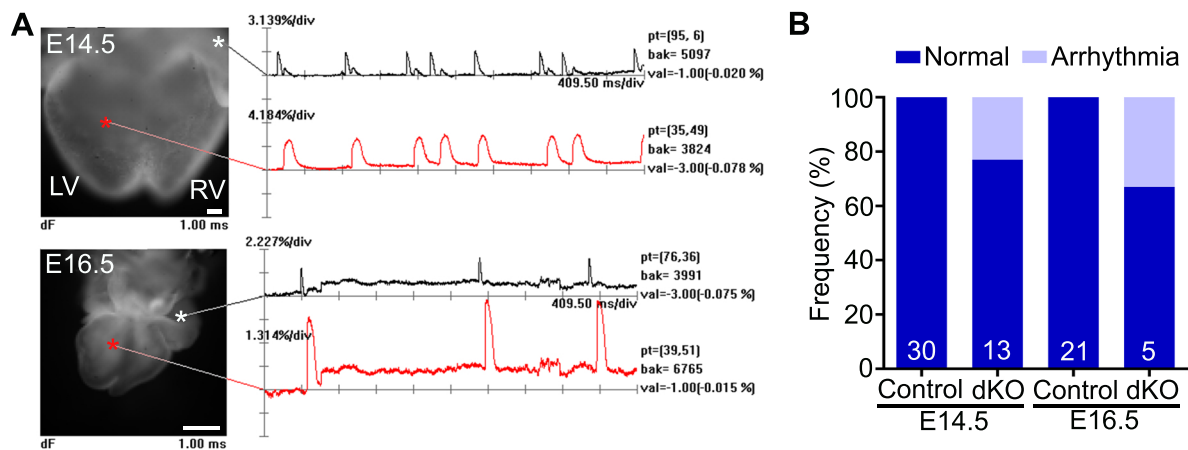 A
E14.5
*
*
LV
RV
dF
1.00 ms
3.139%/div
pt=(95, 6)
bak= 5097
val=-1.00[-0.020 %]
409.50 ms/div
4.184%/div
pt=(35,49)
bak= 3824
val=-3.00[-0.078 %]
E16.5
*
*
dF
1.00 ms
2.227%/div
pt=(76,36)
bak= 3991
val=-3.00[-0.075 %]
409.50 ms/div
1.314%/div
pt=(39,51)
bak= 6765
val=-1.00[-0.015 %]
B
Normal Arrhythmia
Frequency (%)
100
80
60
40
20
0
30 13 21 5
Control dKO Control dKO
E14.5 E16.5